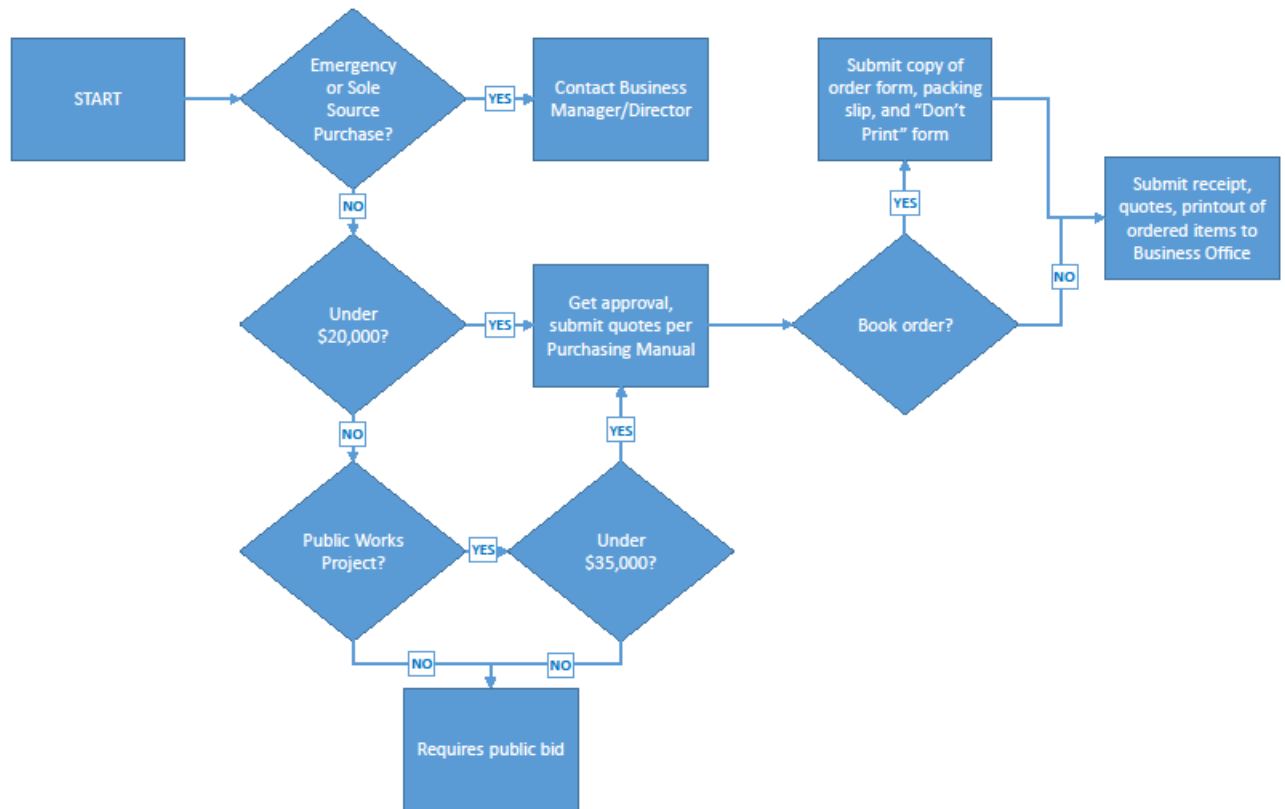 START
Emergency
or Sole
Source
Purchase?
YES
Contact Business
Manager/Director
NO
Under
$20,000?
YES
Get approval,
submit quotes per
Purchasing Manual
NO
Public Works
Project?
YES
Under
$35,000?
YES
NO
NO
Requires public bid
Book order?
YES
Submit copy of
order form, packing
slip, and “Don’t
Print” form
NO
Submit receipt,
quotes, printout of
ordered items to
Business Office